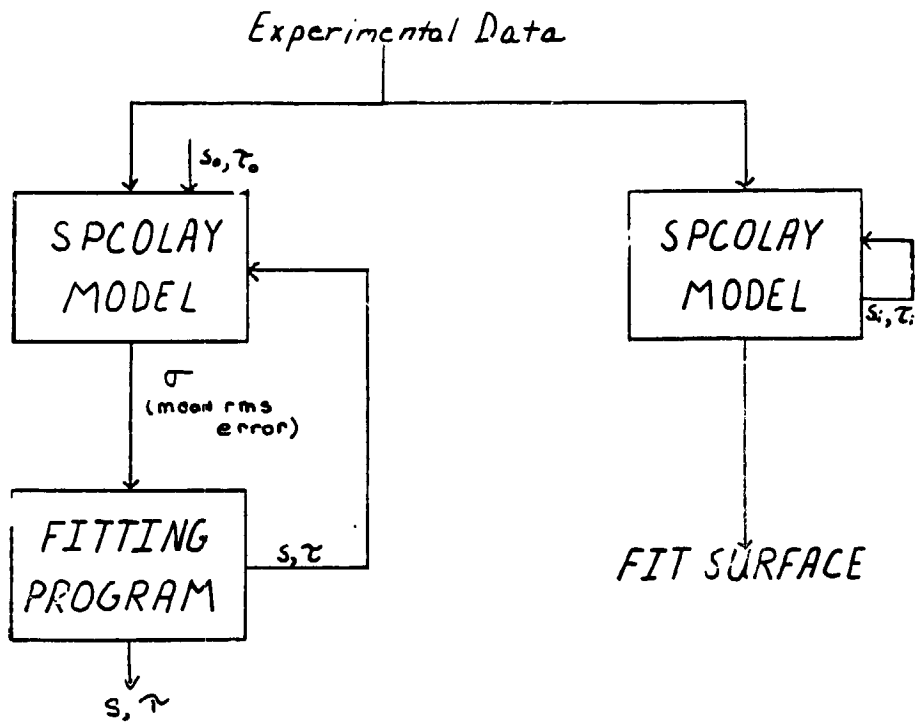 Experimental Data
s₀, τ₀
SPCOLAY
MODEL
σ
(mean rms
error)
FITTING
PROGRAM
s, τ
s, τ
SPCOLAY
MODEL
sᵢ, τᵢ
FIT SURFACE